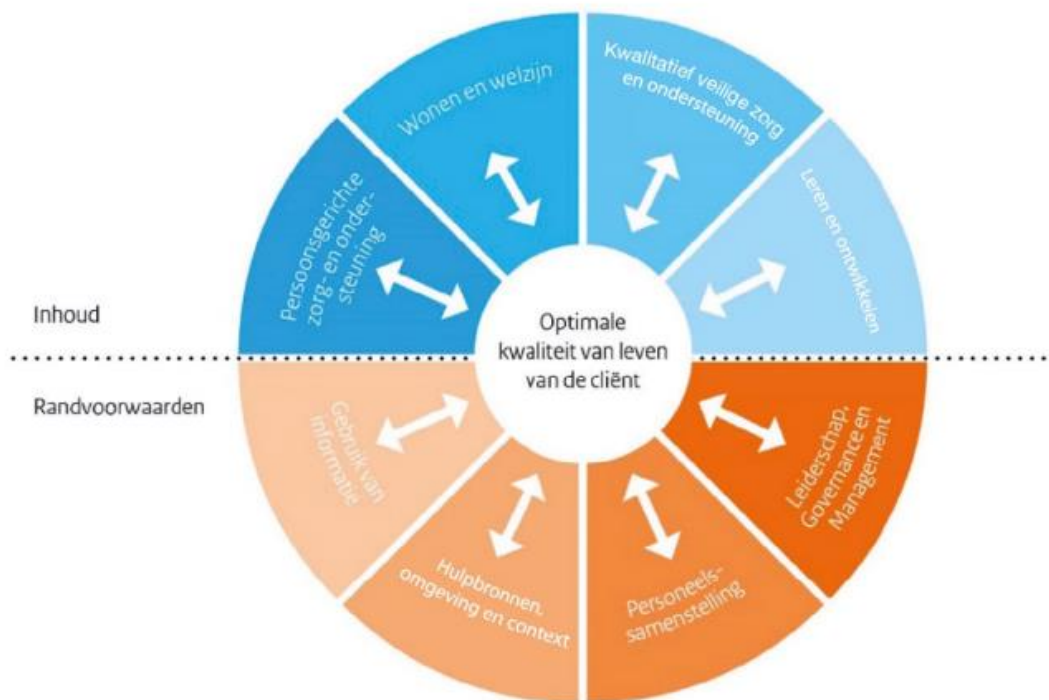 Wonen en welzijn
Kwalitatief veilige zorg
en ondersteuning
Persoonsgerichte
zorg- en onder-
steuning
Leren en ontwikkelen
Inhoud
Optimale
kwaliteit van leven
van de cliënt
Randvoorwaarden
Gebruik van
informatie
Leiderschap,
Governance en
Management
Hulpbronnen,
omgeving en context
Personeels-
samenstelling